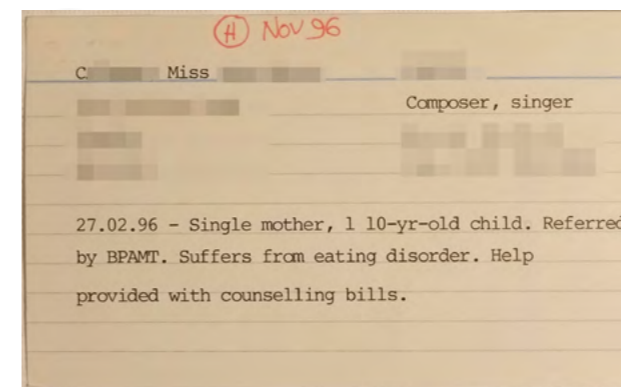 (H) Nov 96
C Miss
Composer, singer
27.02.96 - Single mother, 1 10-yr-old child. Referred
by BPAMT. Suffers from eating disorder. Help
provided with counselling bills.